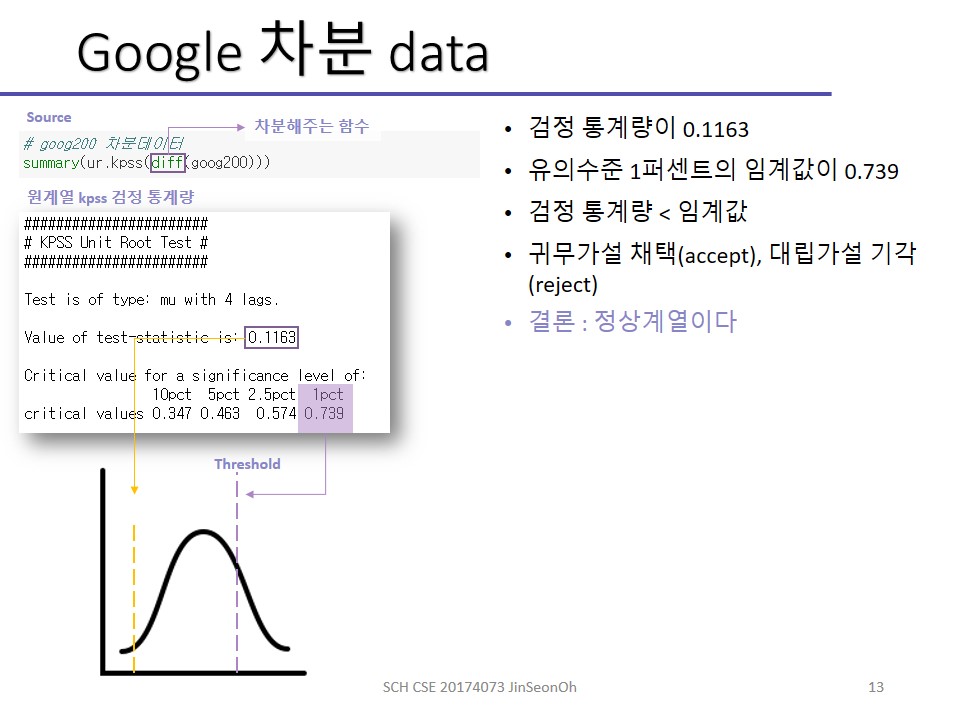 Google 차분 data
Source
차분해주는 함수
# goog200 차분데이터
summary(ur.kpss(diff(goog200)))
원계열 kpss 검정 통계량
#######################
# KPSS Unit Root Test #
#######################
Test is of type: mu with 4 lags.
Value of test-statistic is: 0.1163
Critical value for a significance level of:
10pct 5pct 2.5pct 1pct
critical values 0.347 0.463 0.574 0.739
Threshold
• 검정 통계량이 0.1163
• 유의수준 1퍼센트의 임계값이 0.739
• 검정 통계량 < 임계값
• 귀무가설 채택(accept), 대립가설 기각
(reject)
• 결론 : 정상계열이다
SCH CSE 20174073 JinSeonOh
13